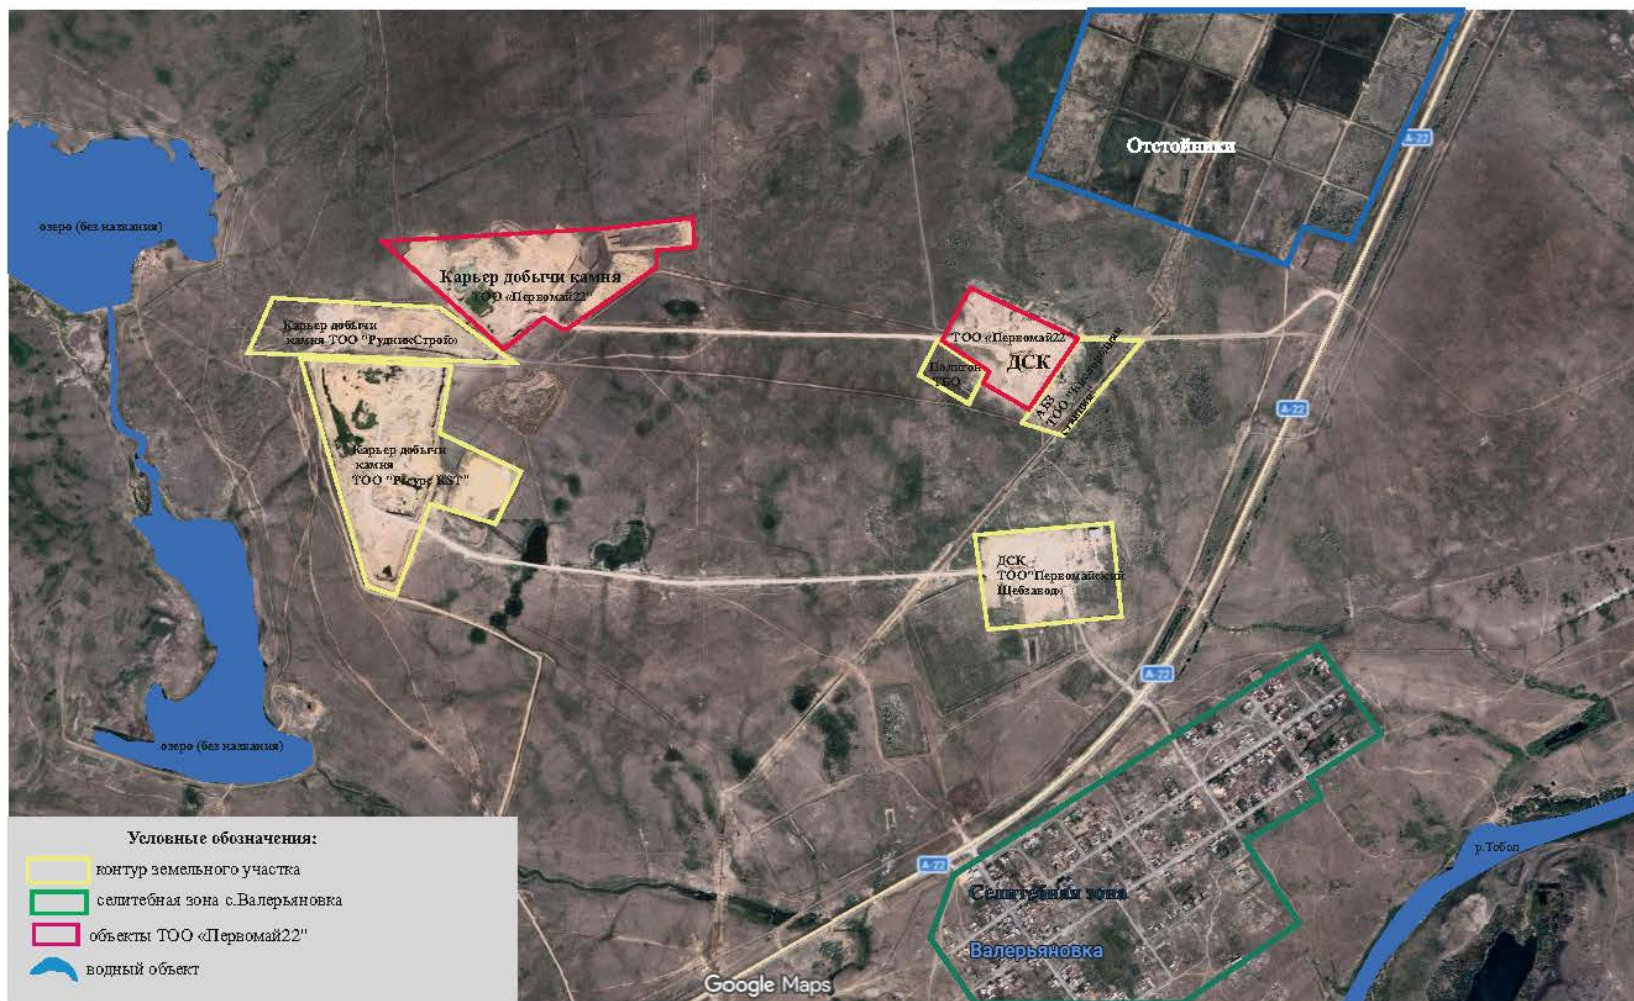 Отстойники
А-22
озеро (без названия)
Карьер добычи камня
ТОО «Первомай22"
Карьер добычи
камня ТОО "РудникСтрой»
ТОО «Первомай22"
ДСК
Полигон
ТБО
АБЗ
ТОО
А-22
Карьер добычи
камня
ТОО "Ресурс KST"
ДСК
ТОО"Первомайский
Щебзавод»
А-22
озеро (без названия)
р.Тобол
А-22
Селитебная зона
Валерьяновка
Google Maps
Условные обозначения:
контур земельного участка
селитебная зона с.Валерьяновка
объекты ТОО «Первомай22"
водный объект